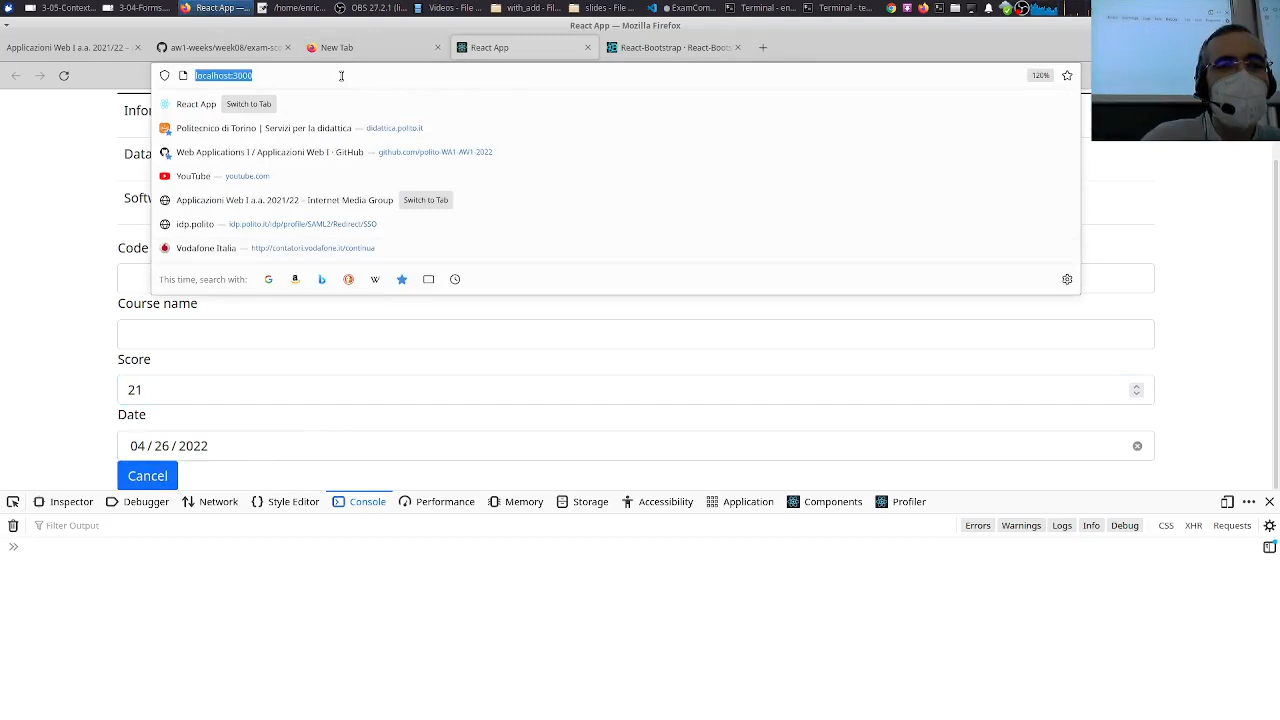 3-05-Context...
3-04-Forms...
React App —...
/home/enric...
OBS 27.2.1 (l...
Videos - File ...
slides - File ...
ExamCom...
Terminal - en...
Terminal - te...
React App — Mozilla Firefox
Applicazioni Web I a.a. 2021/22 –
aw1-weeks/week08/exam-sco
New Tab
React App
React-Bootstrap · React-Boots
localhost:3000
120%
React App
Switch to Tab
Politecnico di Torino | Servizi per la didattica — didattica.polito.it
Web Applications I / Applicazioni Web I · GitHub — github.com/polito-WA1-AW1-2022
YouTube — youtube.com
Applicazioni Web I a.a. 2021/22 – Internet Media Group
Switch to Tab
idp.polito — idp.polito.it/idp/profile/SAML2/Redirect/SSO
Vodafone Italia — http://contatori.vodafone.it/continua
This time, search with:
Infor
Data
Softw
Code
Course name
Score
21
Date
04 / 26 / 2022
Cancel
Inspector
Debugger
Network
Style Editor
Console
Performance
Memory
Storage
Accessibility
Application
Components
Profiler
Filter Output
Errors
Warnings
Logs
Info
Debug
CSS
XHR
Requests